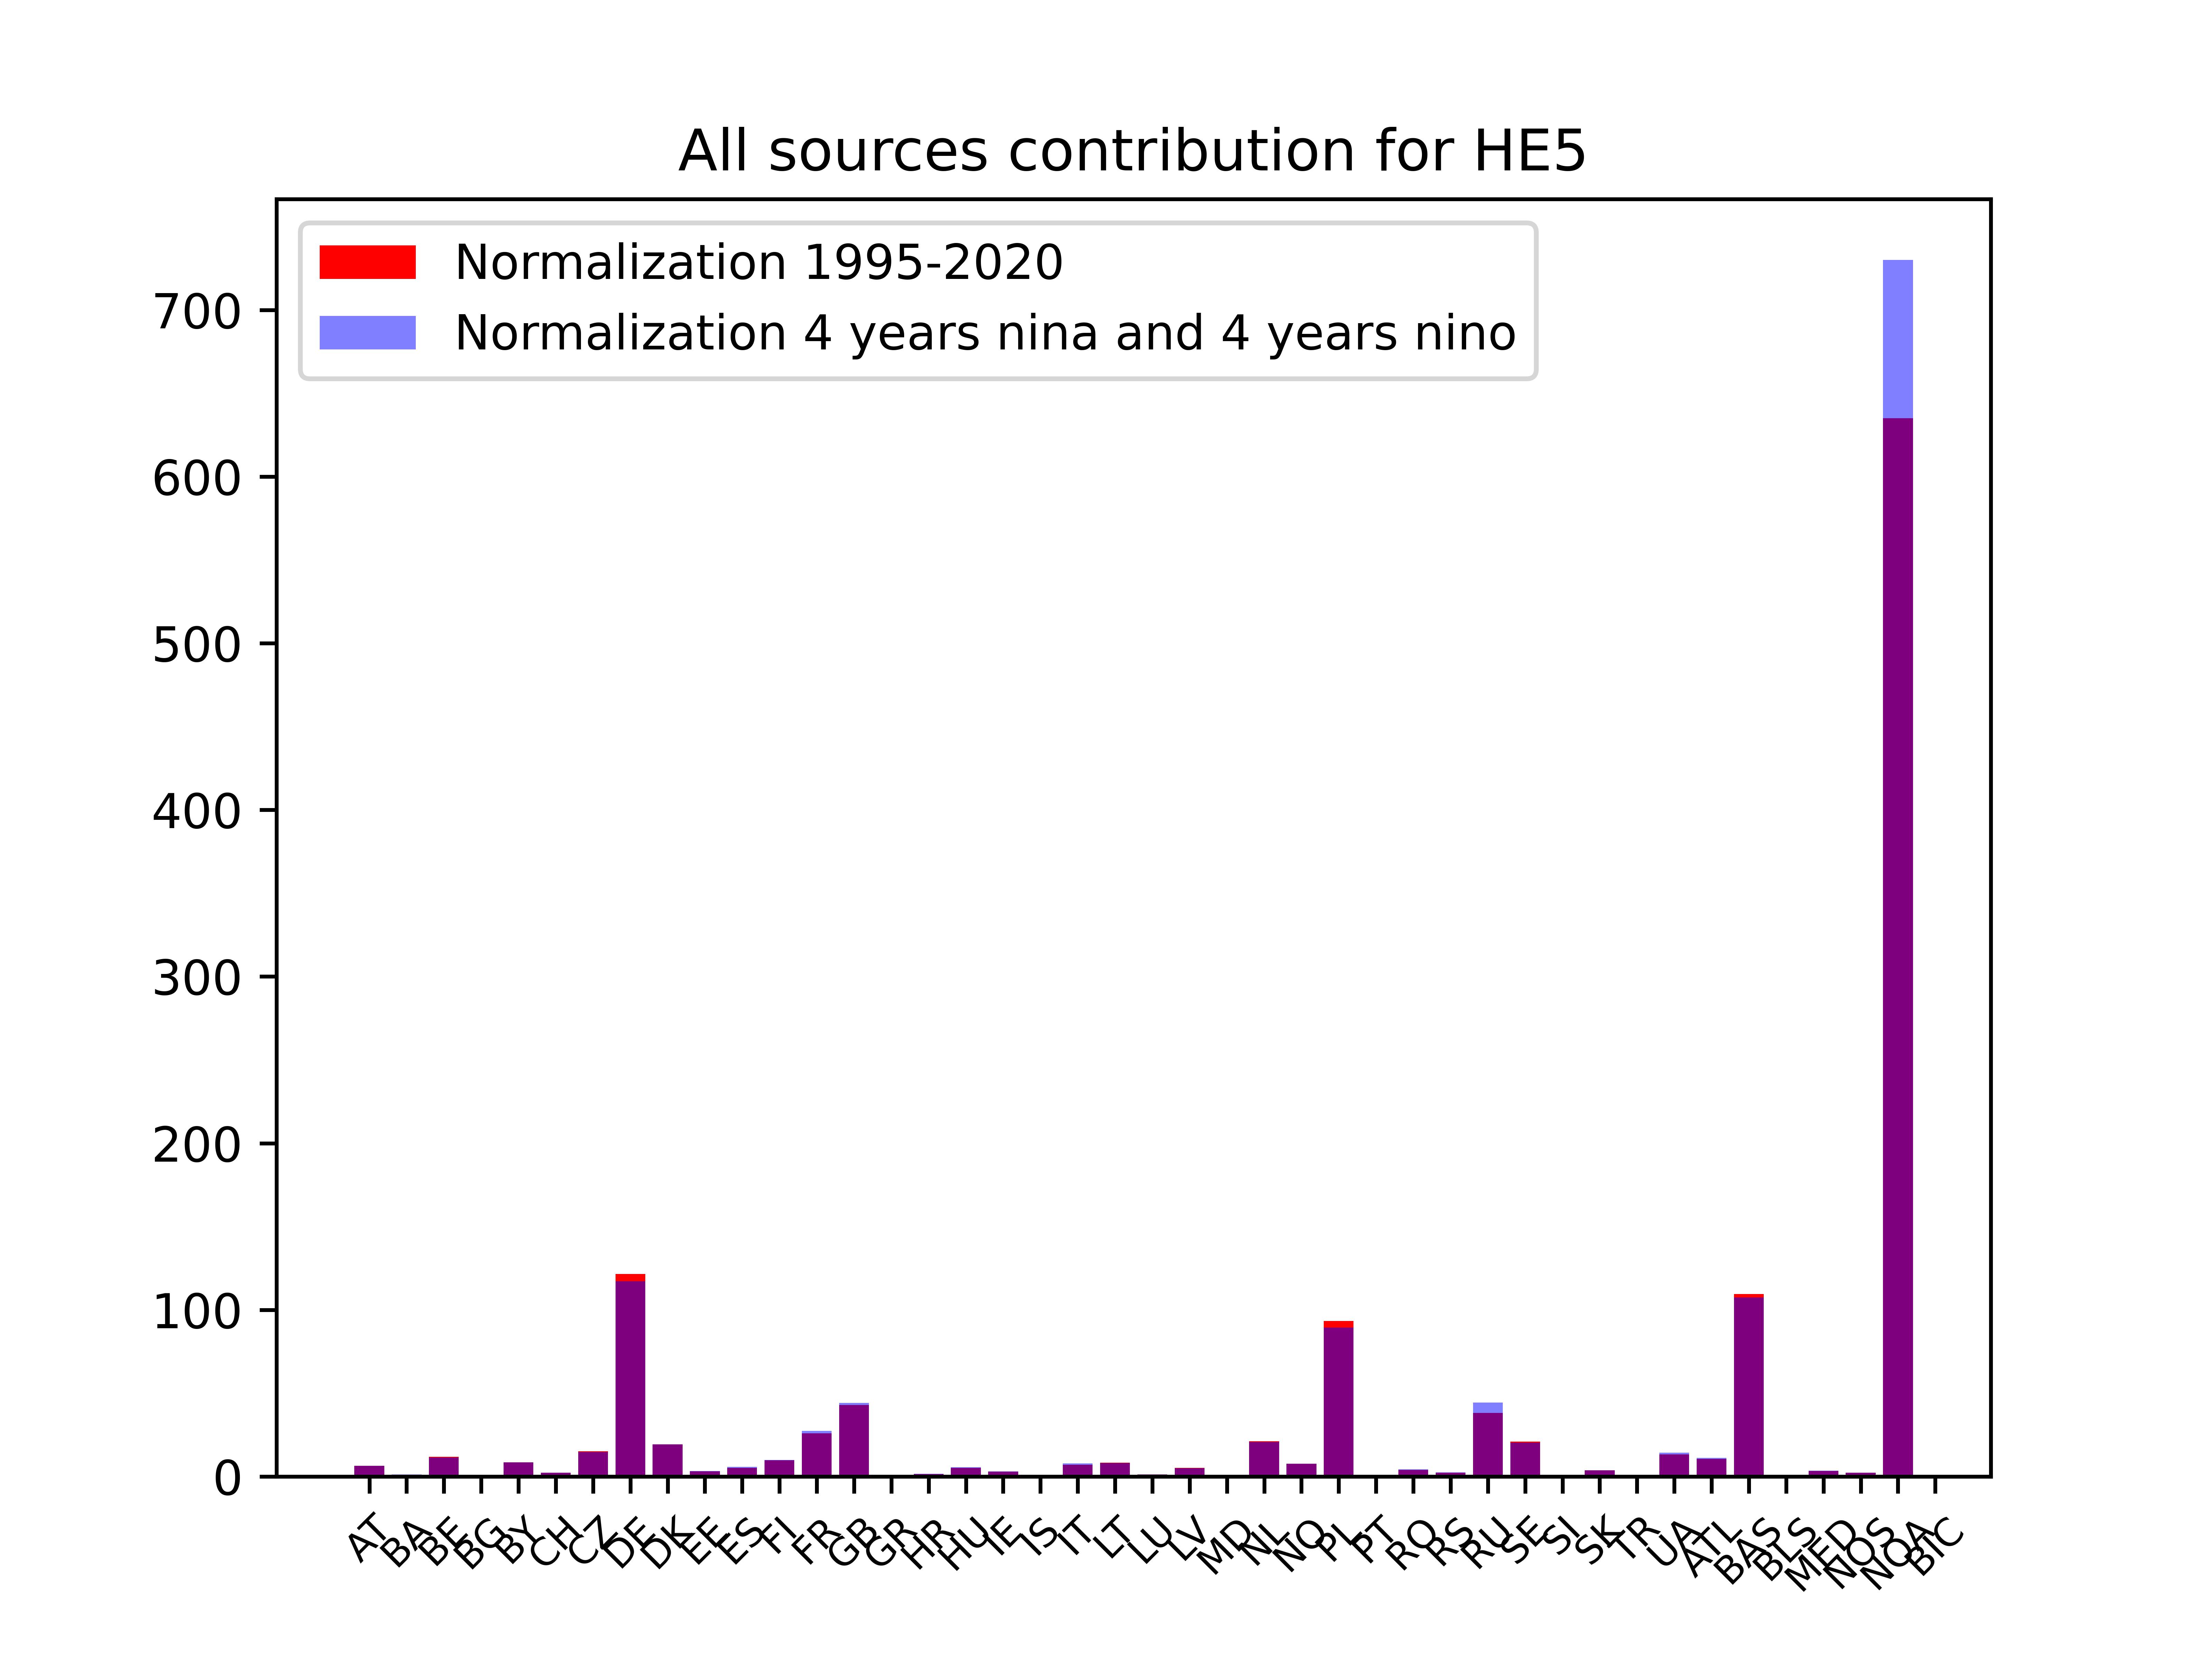 All sources contribution for HE5
Normalization 1995-2020
Normalization 4 years nina and 4 years nino
700
600
500
400
300
200
100
0
AT
BA
BE
BG
BY
CH
CZ
DE
DK
EE
ES
FI
FR
GB
GR
HR
HU
IE
IS
IT
LT
LU
LV
MD
NL
NO
PL
PT
RO
RS
RU
SE
SI
SK
TR
UA
ATL
BAS
BLS
MED
NOS
NOA
BIC